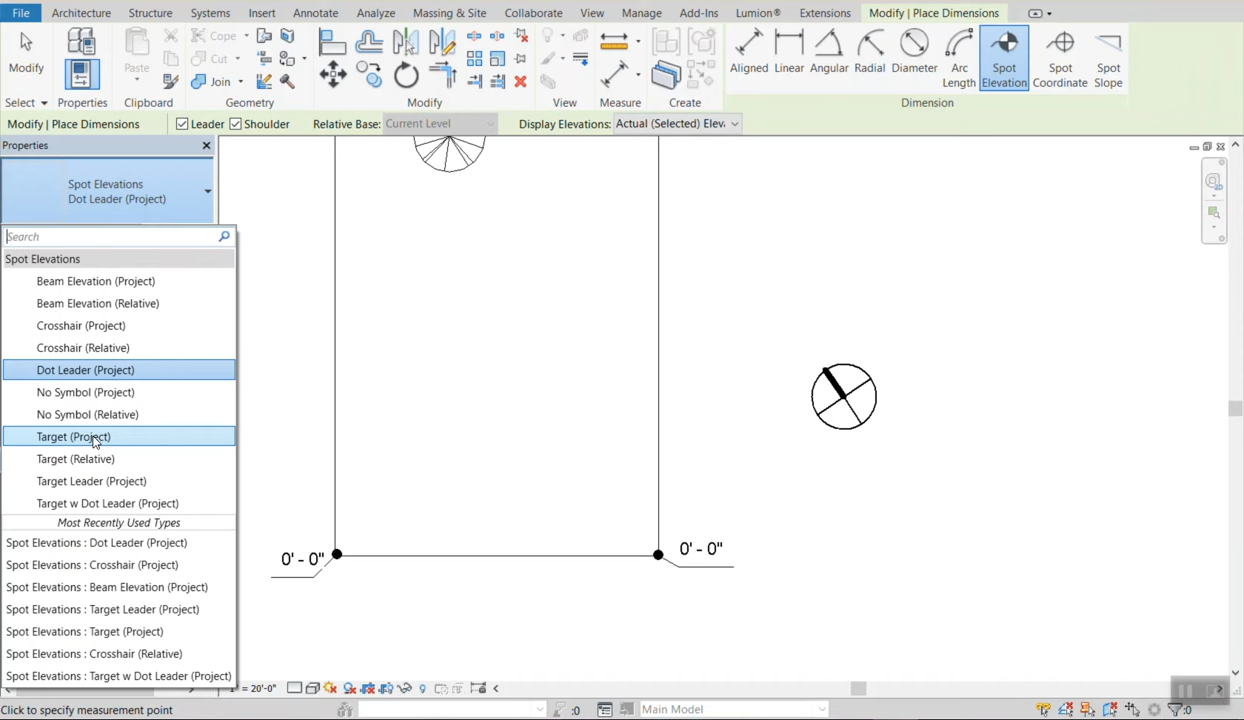 File Architecture Structure Systems Insert Annotate Analyze Massing & Site Collaborate View Manage Add-Ins Lumion® Extensions Modify | Place Dimensions
Modify Paste Cope Cut Join Aligned Linear Angular Radial Diameter Arc Length Spot Elevation Spot Coordinate Spot Slope
Select Properties Clipboard Geometry Modify View Measure Create Dimension
Modify | Place Dimensions Leader Shoulder Relative Base: Current Level Display Elevations: Actual (Selected) Elev
Properties
Spot Elevations
Dot Leader (Project)
Search
Spot Elevations
Beam Elevation (Project)
Beam Elevation (Relative)
Crosshair (Project)
Crosshair (Relative)
Dot Leader (Project)
No Symbol (Project)
No Symbol (Relative)
Target (Project)
Target (Relative)
Target Leader (Project)
Target w Dot Leader (Project)
Most Recently Used Types
Spot Elevations : Dot Leader (Project)
Spot Elevations : Crosshair (Project)
Spot Elevations : Beam Elevation (Project)
Spot Elevations : Target Leader (Project)
Spot Elevations : Target (Project)
Spot Elevations : Crosshair (Relative)
Spot Elevations : Target w Dot Leader (Project)
0' - 0"
0' - 0"
= 20'-0"
Click to specify measurement point :0 Main Model :0